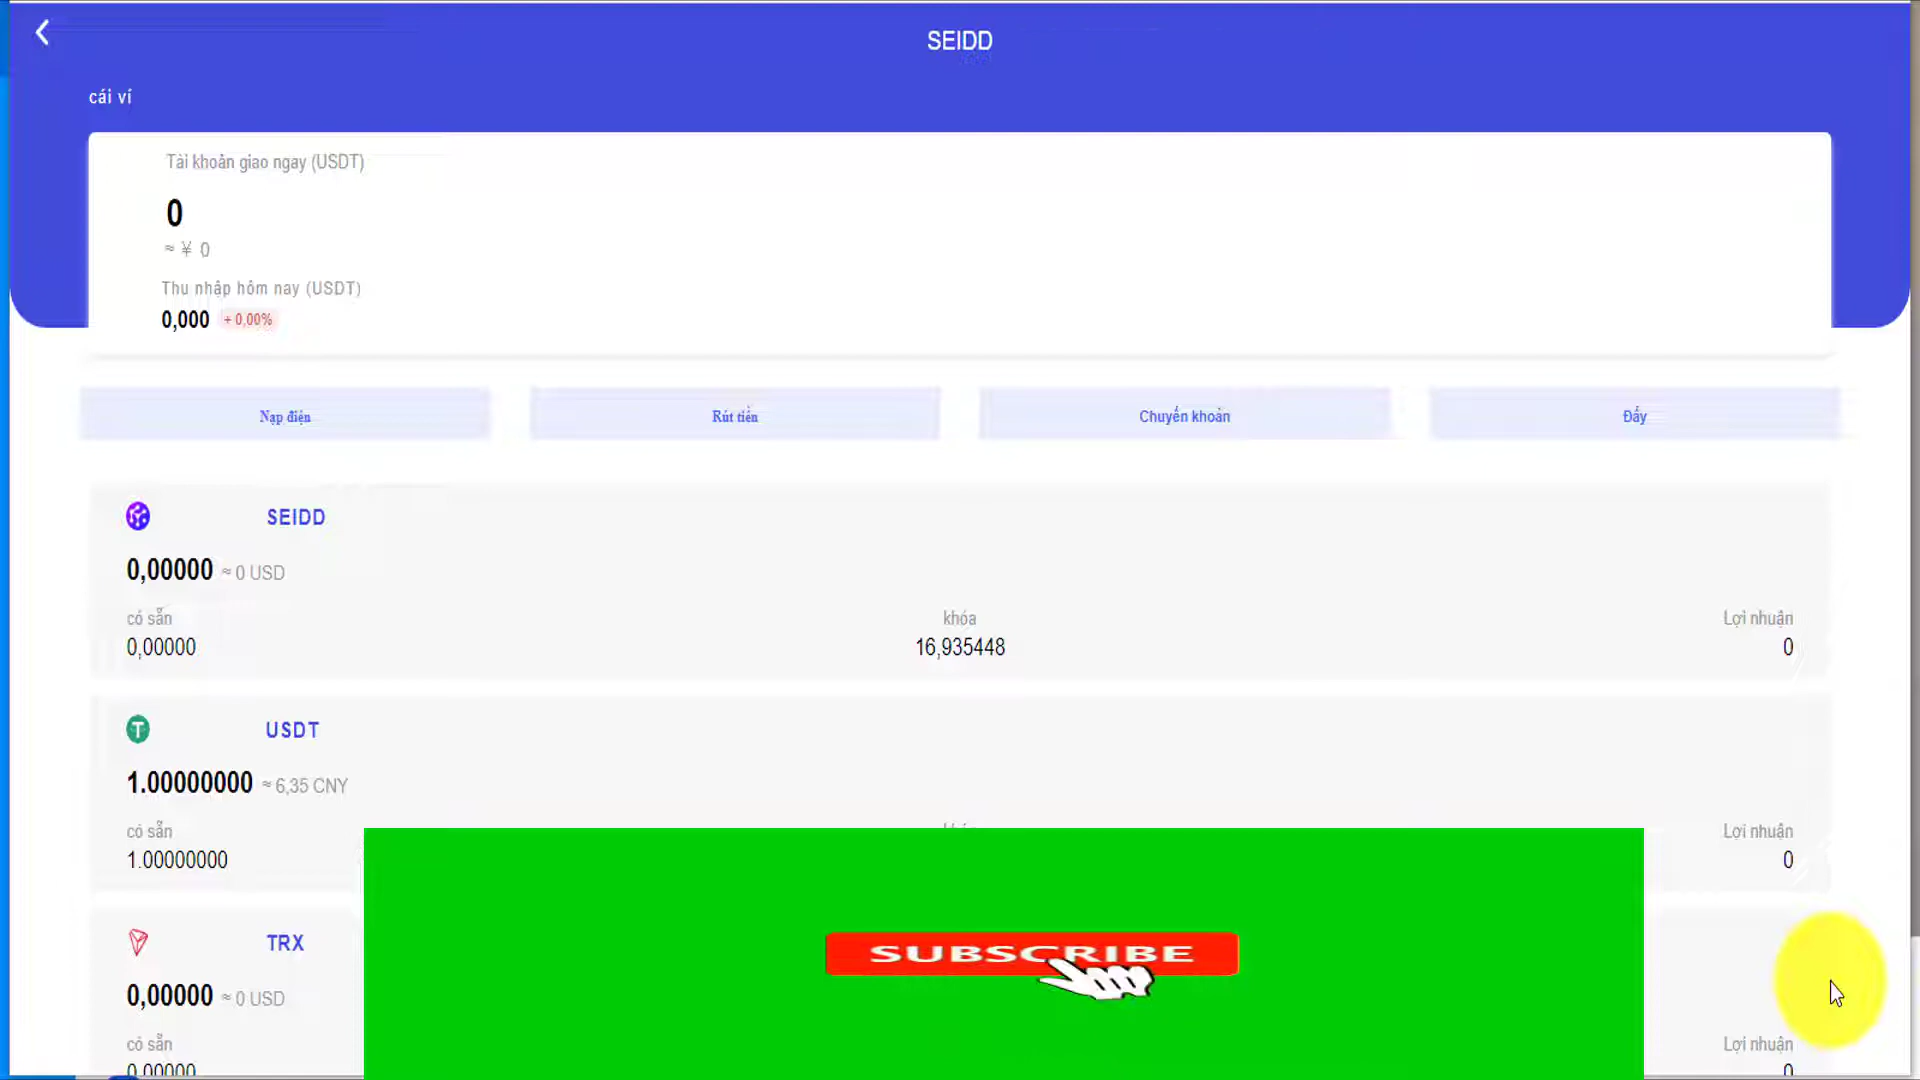 SEIDD
cái ví
Tài khoản giao ngay (USDT)
0
≈ ¥ 0
Thu nhập hôm nay (USDT)
0,000 + 0,00%
Nạp điện Rút tiền Chuyển khoản Đẩy
SEIDD
0,00000 ≈ 0 USD
có sẵn khóa Lợi nhuận
0,00000 16,935448 0
USDT
1.00000000 ≈ 6,35 CNY
có sẵn Lợi nhuận
1.00000000 0
TRX
SUBSCRIBE
0,00000 ≈ 0 USD
có sẵn Lợi nhuận
0,00000 0